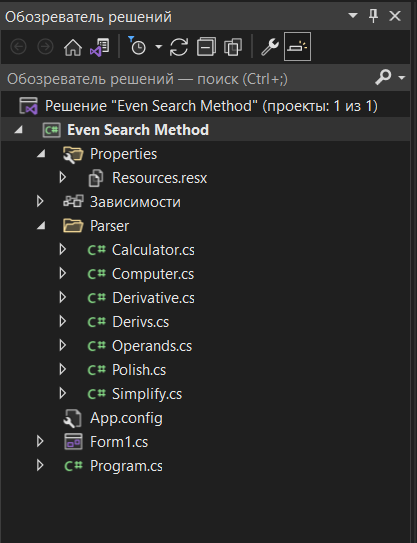 Обозреватель решений
Обозреватель решений — поиск (Ctrl+;)
Решение "Even Search Method" (проекты: 1 из 1)
C# Even Search Method
Properties
Resources.resx
Зависимости
Parser
C# Calculator.cs
C# Computer.cs
C# Derivative.cs
C# Derivs.cs
C# Operands.cs
C# Polish.cs
C# Simplify.cs
App.config
Form1.cs
C# Program.cs